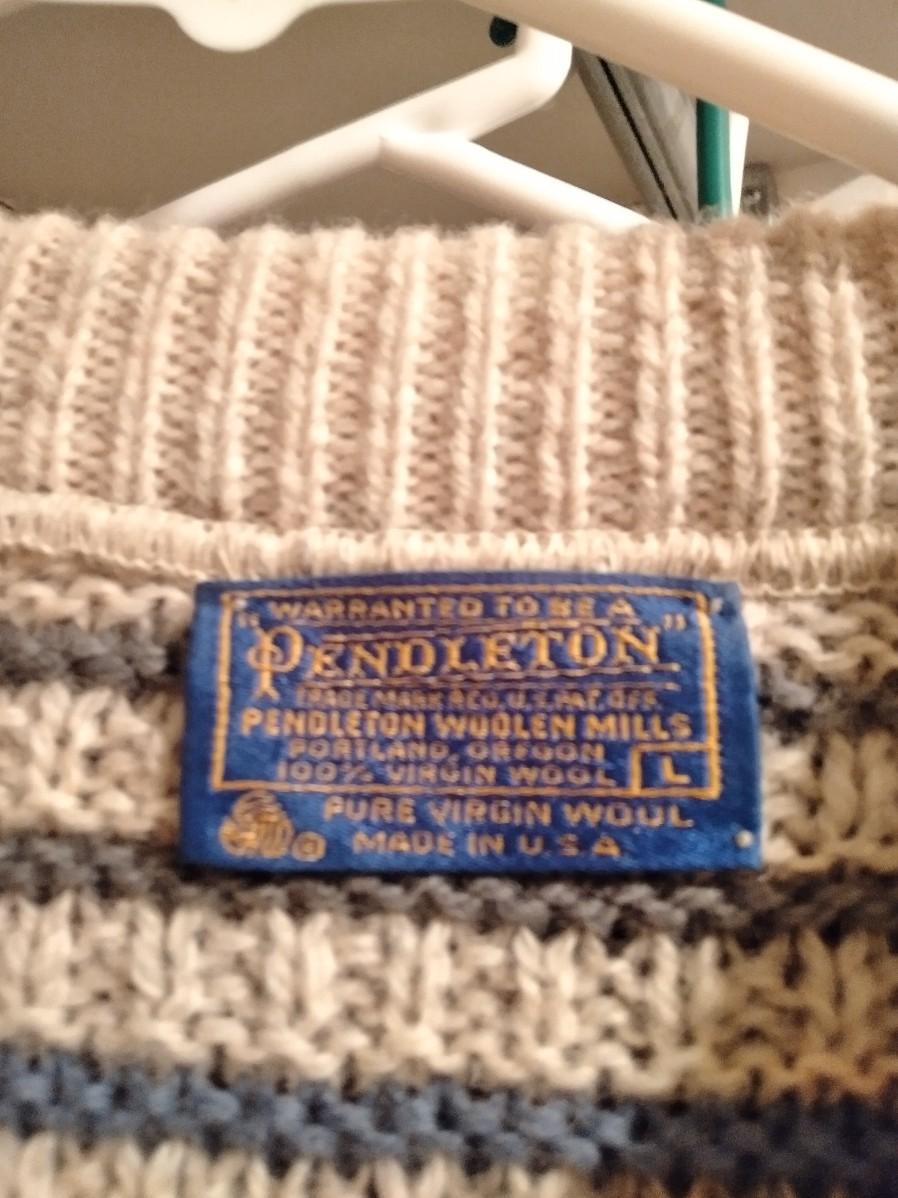 "WARRANTED TO BE A
PENDLETON"
TRADE MARK REG. U.S. PAT. OFF.
PENDLETON WOOLEN MILLS
PORTLAND, OREGON
100% VIRGIN WOOL L
PURE VIRGIN WOOL
® MADE IN U.S.A.